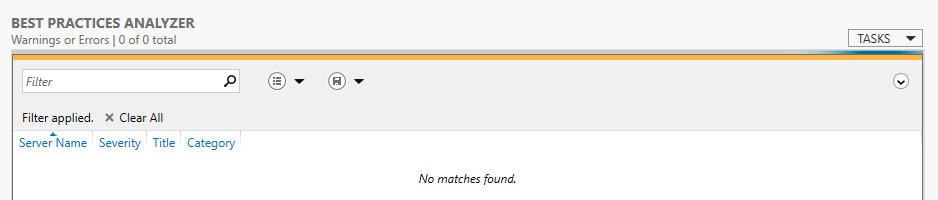 BEST PRACTICES ANALYZER
Warnings or Errors | 0 of 0 total
TASKS
Filter
Filter applied. Clear All
Server Name Severity Title Category
No matches found.